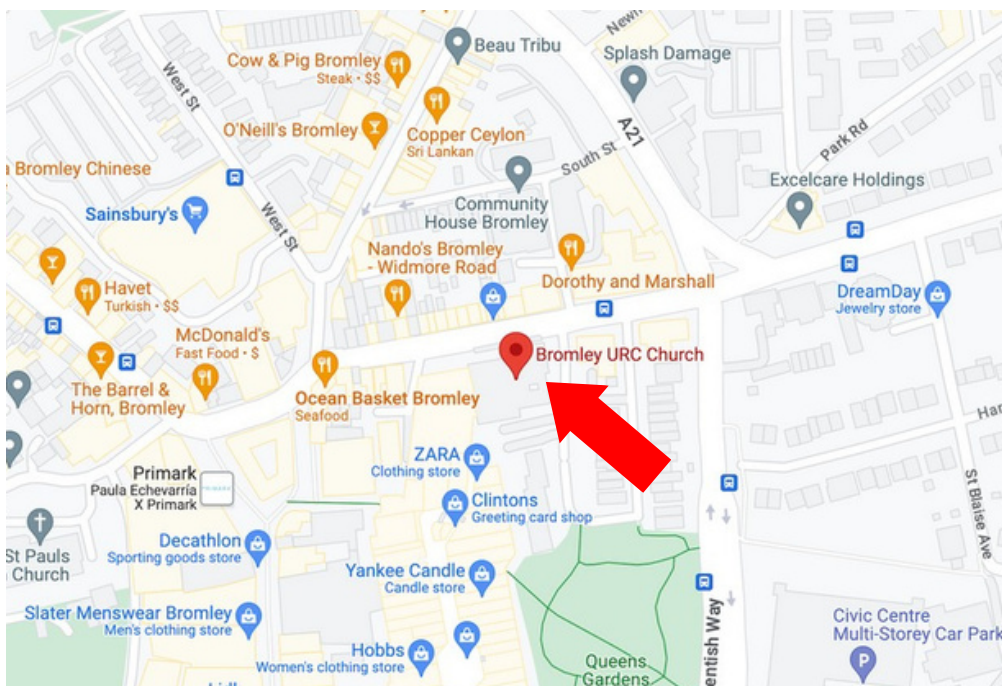 Beau Tribu
Cow & Pig Bromley
Steak • $$
Splash Damage
West St
O'Neill's Bromley
Copper Ceylon
Sri Lankan
A21
Park Rd
South St
Bromley Chinese
Excelcare Holdings
Community
House Bromley
Sainsbury's
West St
Nando's Bromley
- Widmore Road
Dorothy and Marshall
Havet
Turkish • $$
DreamDay
Jewelry store
McDonald's
Fast Food • $
Bromley URC Church
The Barrel &
Horn, Bromley
Ocean Basket Bromley
Seafood
ZARA
Clothing store
Primark
Paula Echevarría
X Primark
PRIMARK
Clintons
Greeting card shop
St Blaise Ave
St Pauls
Church
Decathlon
Sporting goods store
Yankee Candle
Candle store
Slater Menswear Bromley
Men's clothing store
Civic Centre
Multi-Storey Car Park
P
entish Way
Hobbs
Women's clothing store
Queens
Gardens